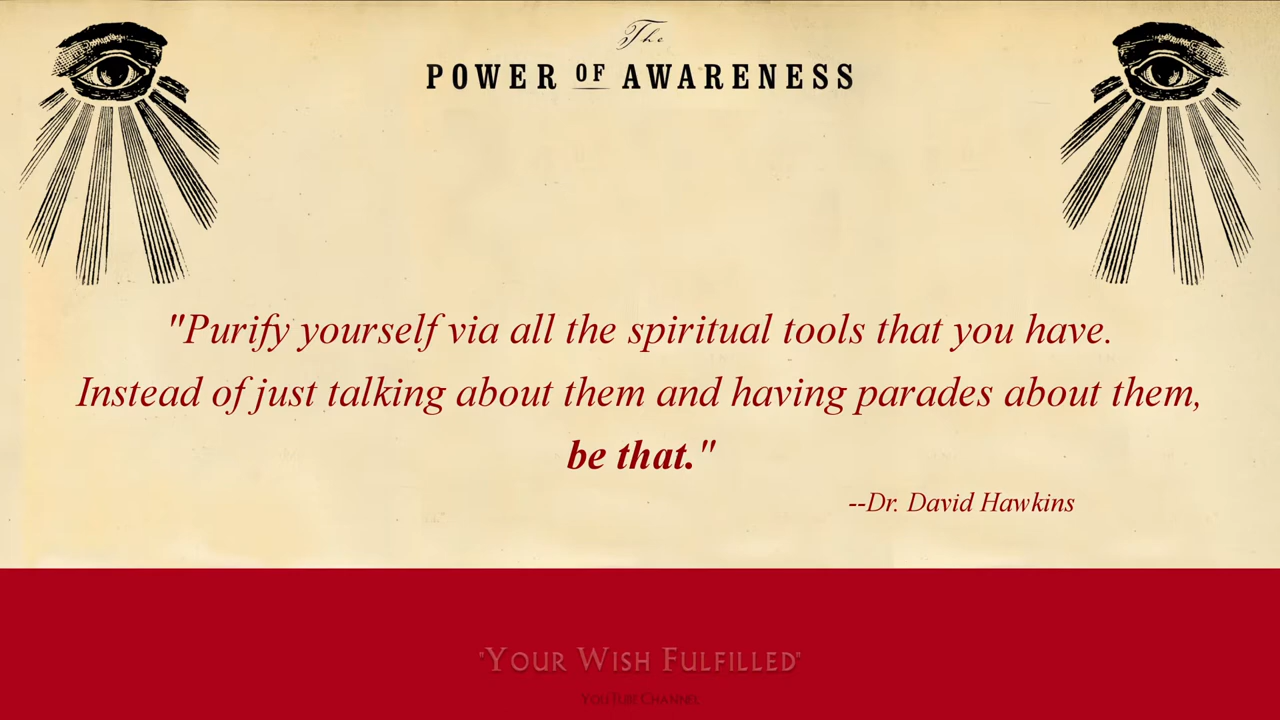 The
POWER OF AWARENESS
"Purify yourself via all the spiritual tools that you have.
Instead of just talking about them and having parades about them,
be that."
--Dr. David Hawkins
"Your Wish Fulfilled"
YouTube Channel